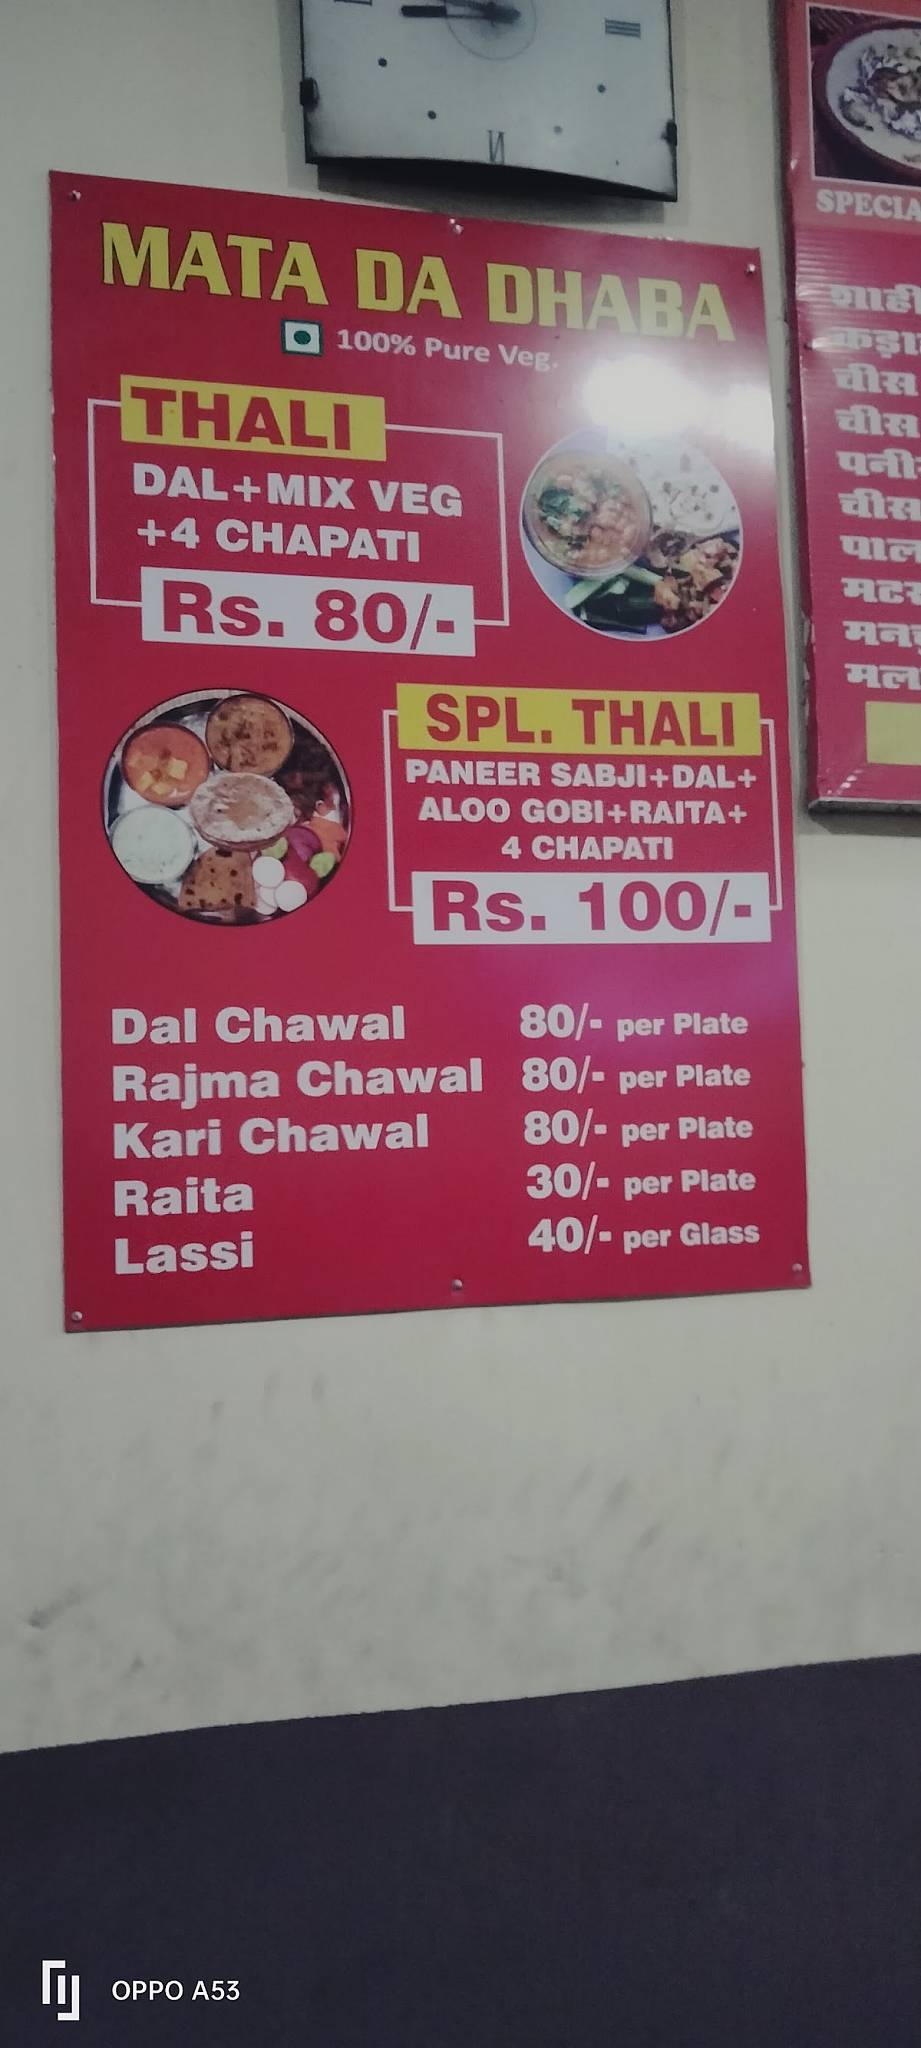 MATA DA DHABA
100% Pure Veg.
THALI
DAL+MIX VEG
+4 CHAPATI
Rs. 80/-
SPL. THALI
PANEER SABJI+DAL+
ALOO GOBI+RAITA+
4 CHAPATI
Rs. 100/-
Dal Chawal 80/- per Plate
Rajma Chawal 80/- per Plate
Kari Chawal 80/- per Plate
Raita 30/- per Plate
Lassi 40/- per Glass
चीस
चीस
चीस
OPPO A53